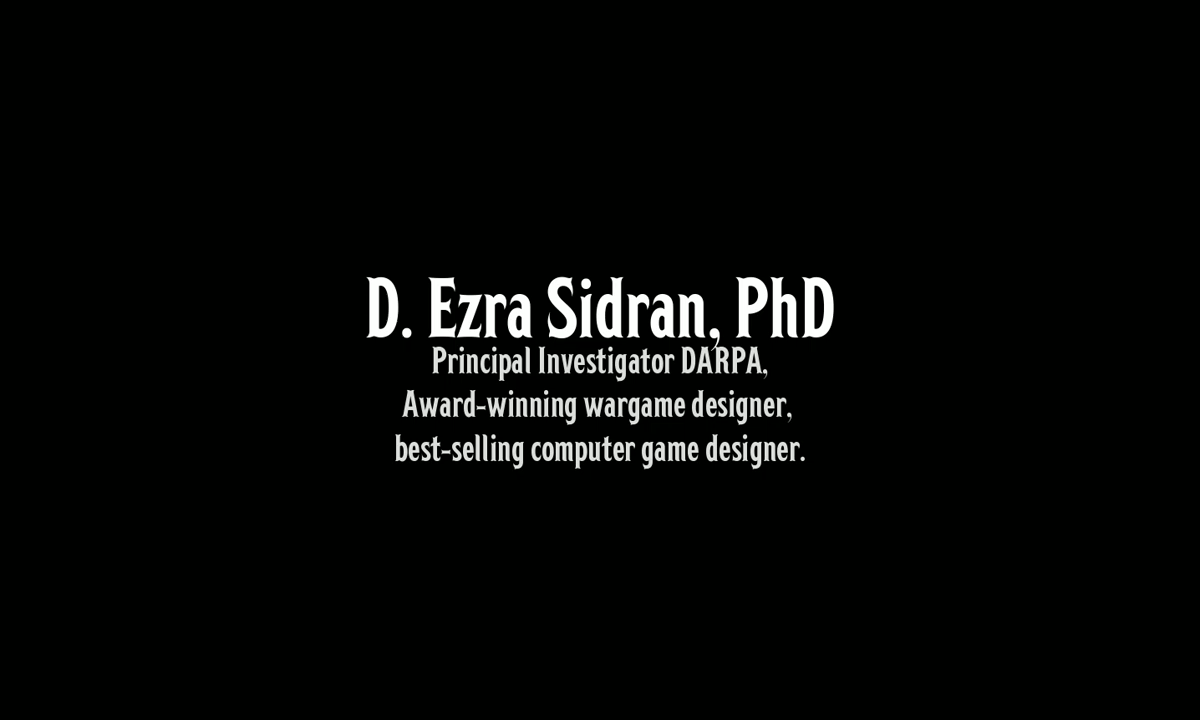 D. Ezra Sidran, PhD
Principal Investigator DARPA,
Award-winning wargame designer,
best-selling computer game designer.